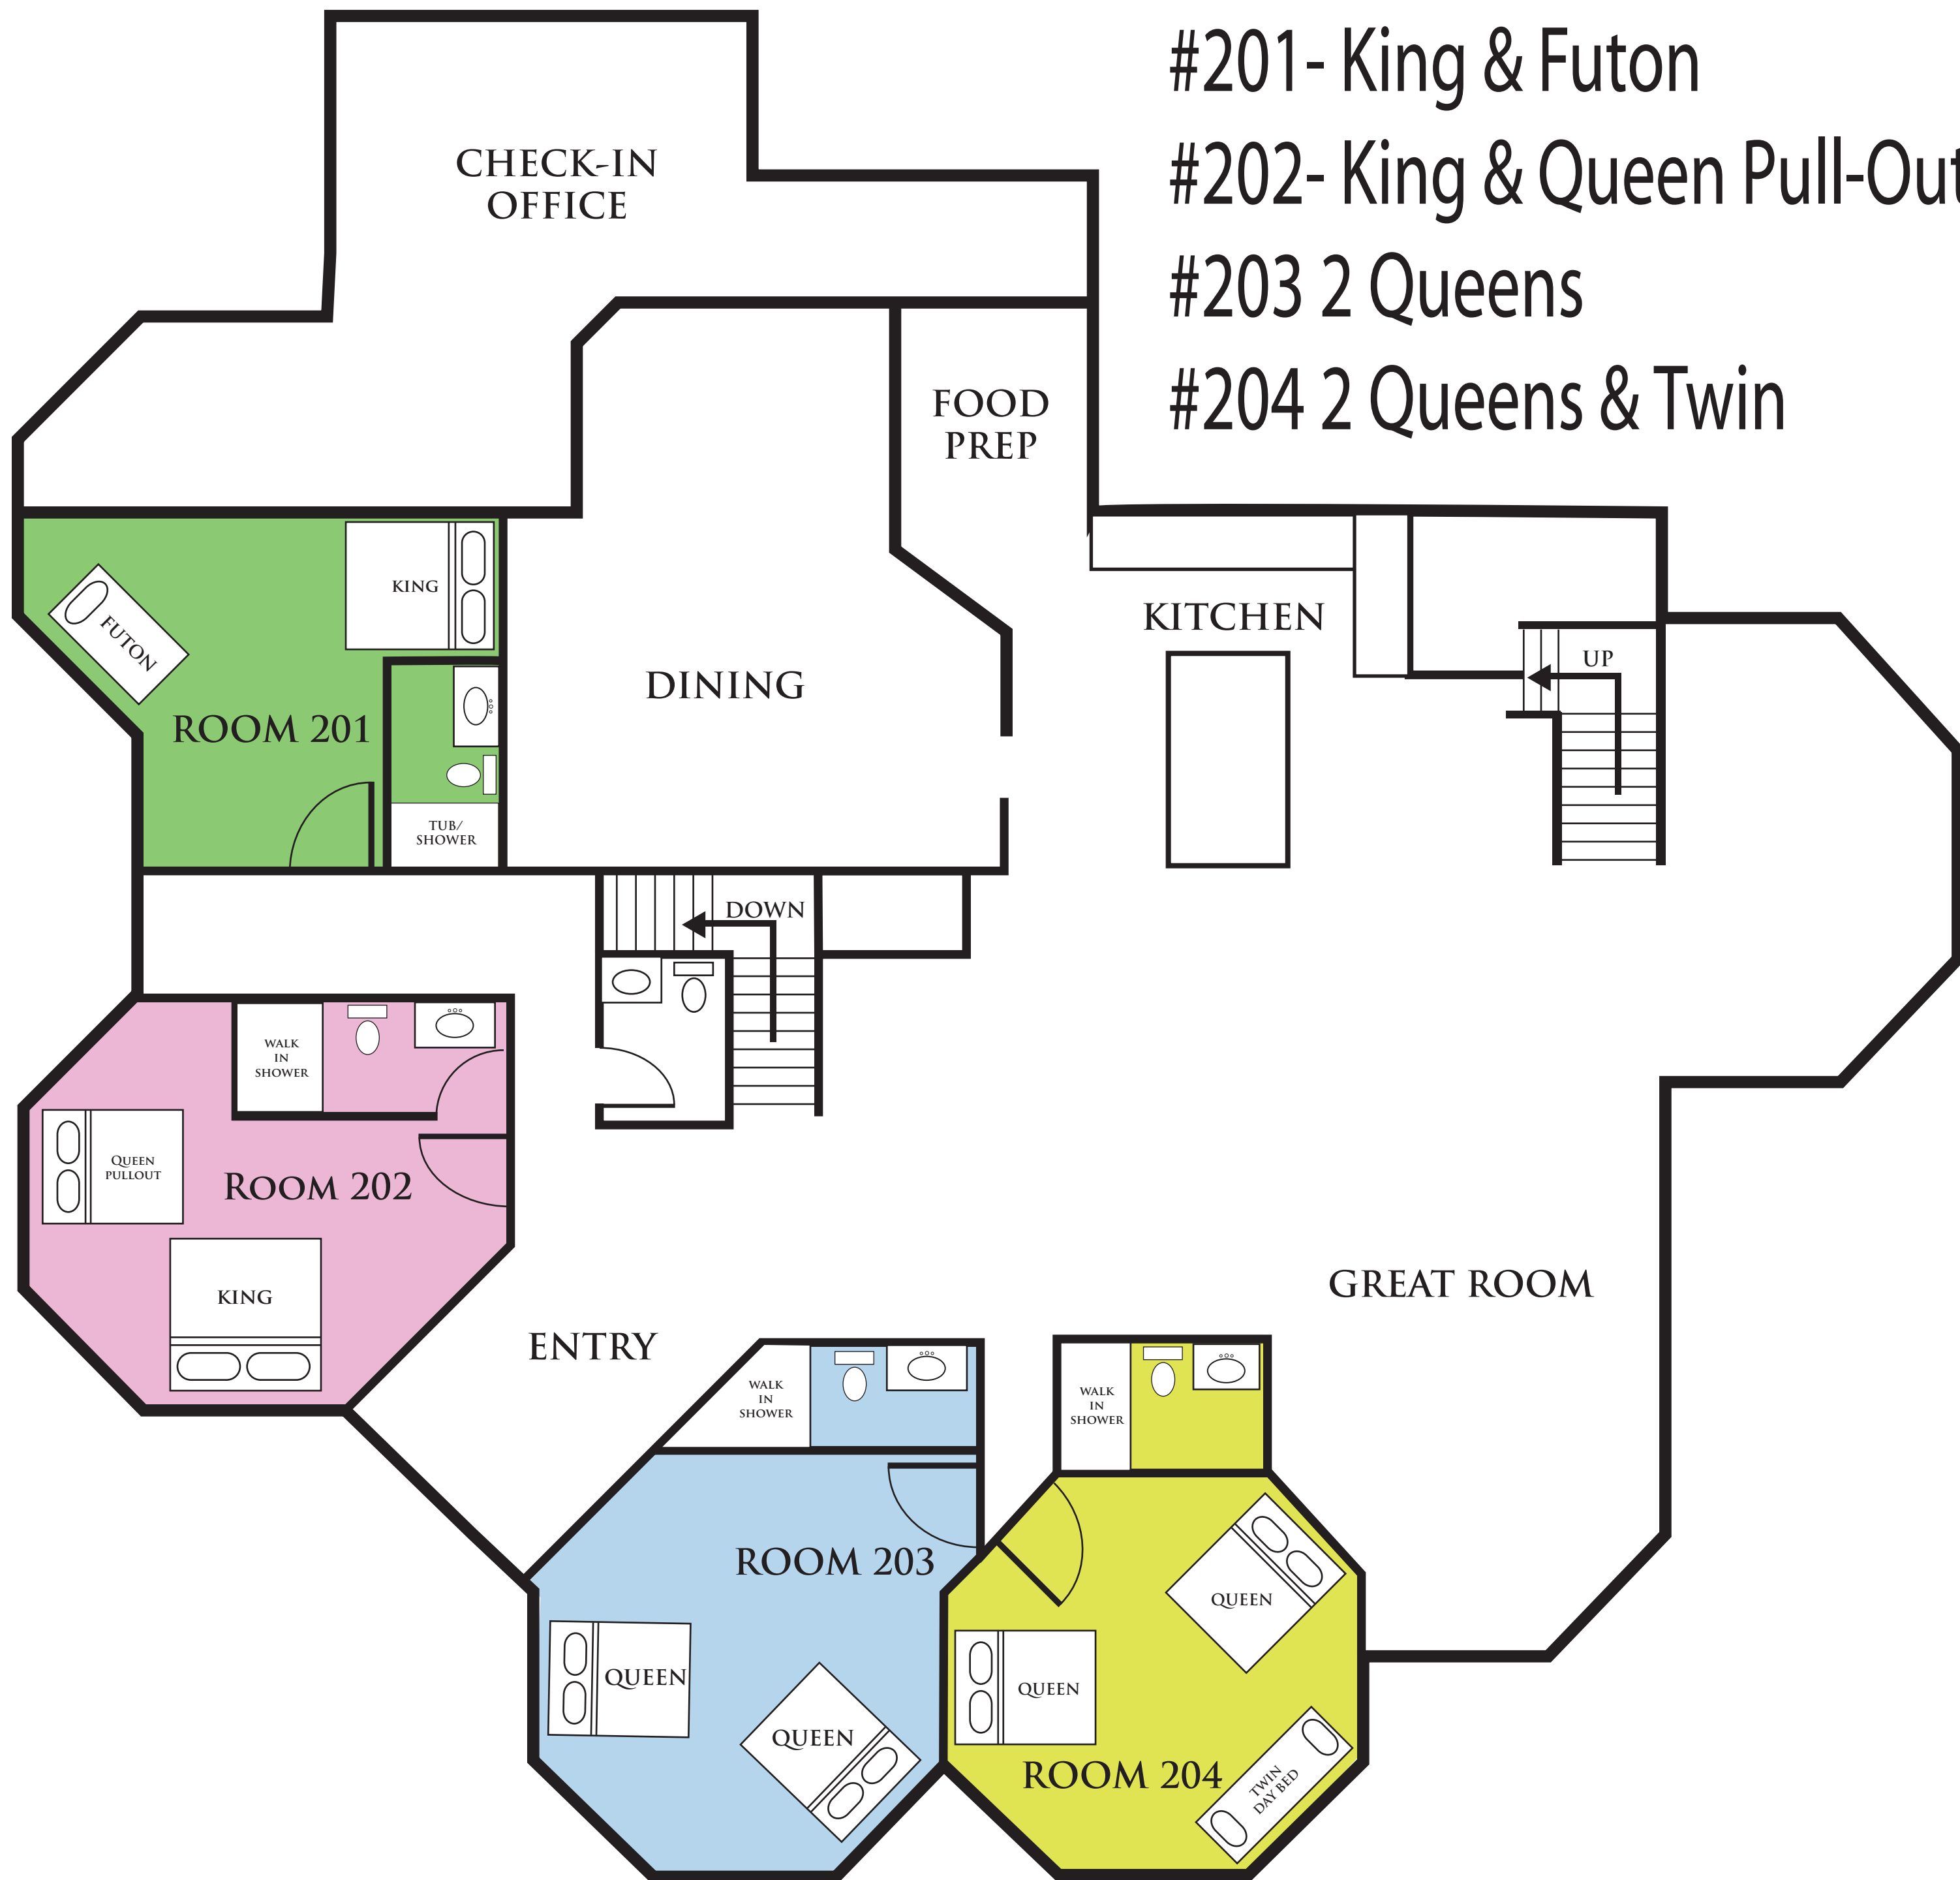 #201- King & Futon
#202- King & Queen Pull-Out
#203 2 Queens
#204 2 Queens & Twin
CHECK-IN
OFFICE
FOOD
PREP
KING
FUTON
KITCHEN
UP
DINING
ROOM 201
TUB/
SHOWER
DOWN
WALK
IN
SHOWER
QUEEN
PULLOUT
ROOM 202
KING
GREAT ROOM
ENTRY
WALK
IN
SHOWER
WALK
IN
SHOWER
ROOM 203
QUEEN
QUEEN
QUEEN
QUEEN
ROOM 204
TWIN
DAY BED